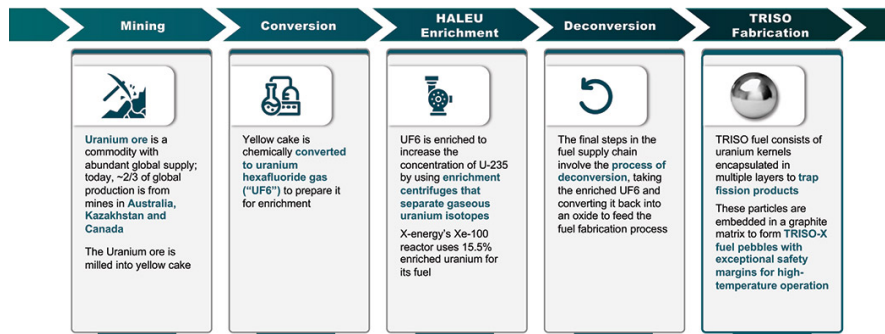 Mining
Conversion
HALEU
Enrichment
Deconversion
TRISO
Fabrication
Uranium ore is a
commodity with
abundant global supply;
today, ~2/3 of global
production is from
mines in Australia,
Kazakhstan and
Canada
The Uranium ore is
milled into yellow cake
Yellow cake is
chemically converted
to uranium
hexafluoride gas
(“UF6”) to prepare it
for enrichment
UF6 is enriched to
increase the
concentration of U-235
by using enrichment
centrifuges that
separate gaseous
uranium isotopes
X-energy’s Xe-100
reactor uses 15.5%
enriched uranium for
its fuel
The final steps in the
fuel supply chain
involve the process of
deconversion, taking
the enriched UF6 and
converting it back into
an oxide to feed the
fuel fabrication process
TRISO fuel consists of
uranium kernels
encapsulated in
multiple layers to trap
fission products
These particles are
embedded in a graphite
matrix to form TRISO-X
fuel pebbles with
exceptional safety
margins for high-
temperature operation